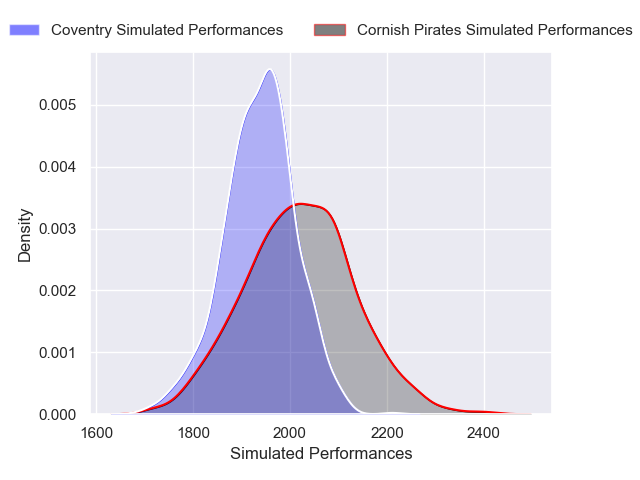 Coventry Simulated Performances
Cornish Pirates Simulated Performances
0.005
0.004
0.003
0.002
0.001
0.000
Density
1600
1800
2000
2200
2400
Simulated Performances